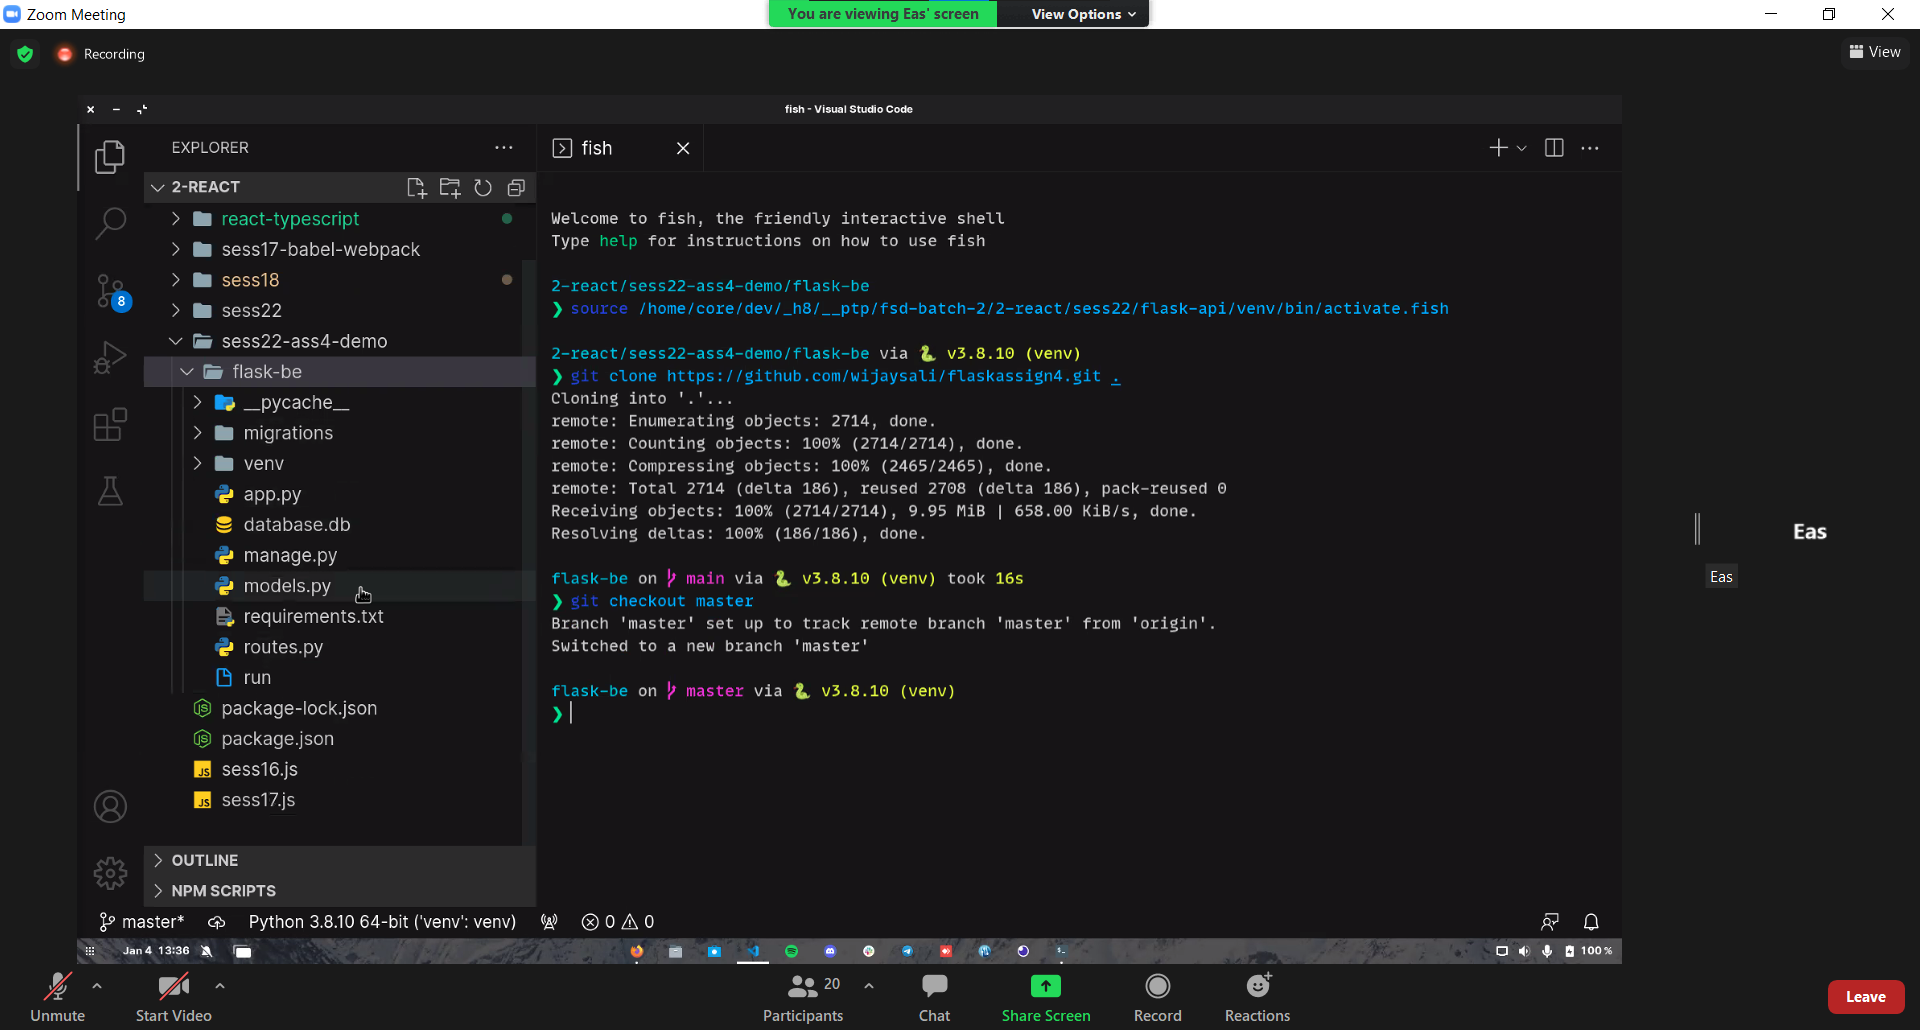 Zoom Meeting
You are viewing Eas' screen
View Options
Recording
View
fish - Visual Studio Code
EXPLORER
fish
2-REACT
react-typescript
sess17-babel-webpack
sess18
sess22
sess22-ass4-demo
flask-be
__pycache__
migrations
venv
app.py
database.db
manage.py
models.py
requirements.txt
routes.py
run
package-lock.json
package.json
JS sess16.js
JS sess17.js
OUTLINE
NPM SCRIPTS
8
Welcome to fish, the friendly interactive shell
Type help for instructions on how to use fish
2-react/sess22-ass4-demo/flask-be
❯ source /home/core/dev/_h8/__ptp/fsd-batch-2/2-react/sess22/flask-api/venv/bin/activate.fish
2-react/sess22-ass4-demo/flask-be via 🐍 v3.8.10 (venv)
❯ git clone https://github.com/wijaysali/flaskassign4.git .
Cloning into '.'...
remote: Enumerating objects: 2714, done.
remote: Counting objects: 100% (2714/2714), done.
remote: Compressing objects: 100% (2465/2465), done.
remote: Total 2714 (delta 186), reused 2708 (delta 186), pack-reused 0
Receiving objects: 100% (2714/2714), 9.95 MiB | 658.00 KiB/s, done.
Resolving deltas: 100% (186/186), done.
flask-be on main via 🐍 v3.8.10 (venv) took 16s
❯ git checkout master
Branch 'master' set up to track remote branch 'master' from 'origin'.
Switched to a new branch 'master'
flask-be on master via 🐍 v3.8.10 (venv)
❯
Eas
Eas
master* Python 3.8.10 64-bit ('venv': venv) 0 0
Jan 4 13:36
100 %
Unmute
Start Video
20
Participants
Chat
Share Screen
Record
Reactions
Leave